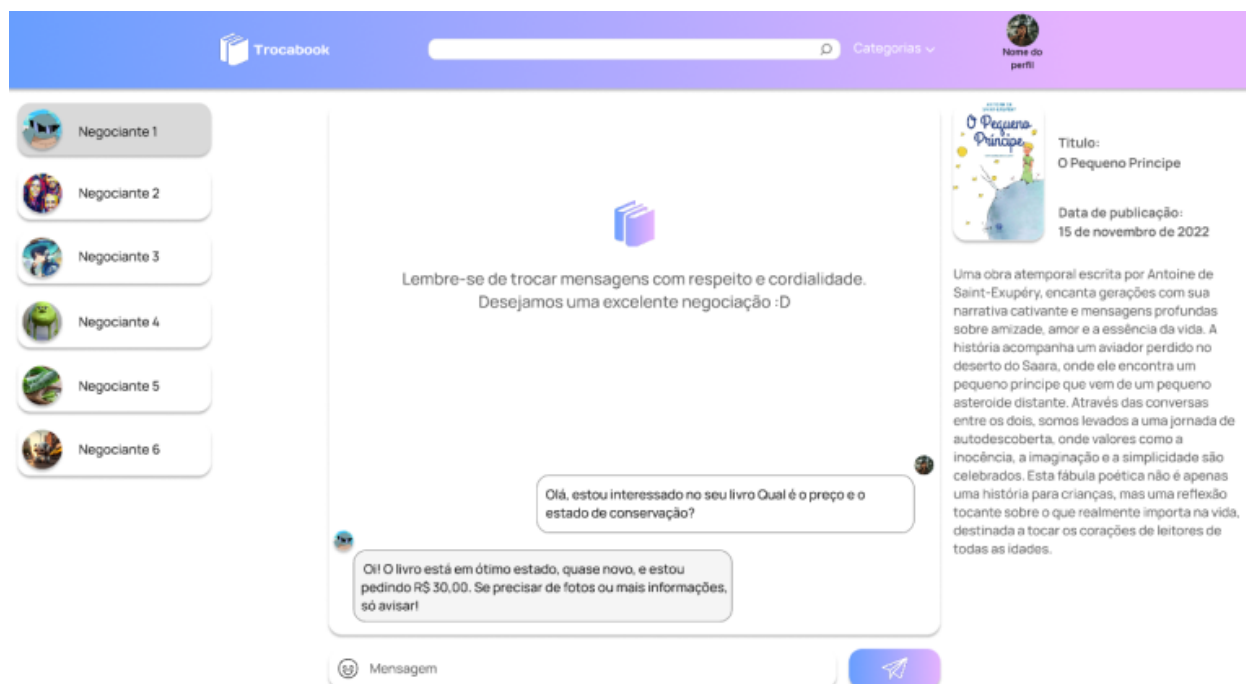 Trocabook
Categorias
Nome do
perfil
Negociante 1
Negociante 2
Negociante 3
Negociante 4
Negociante 5
Negociante 6
Lembre-se de trocar mensagens com respeito e cordialidade.
Desejamos uma excelente negociação :D
Olá, estou interessado no seu livro Qual é o preço e o
estado de conservação?
Oi! O livro está em ótimo estado, quase novo, e estou
pedindo R$ 30,00. Se precisar de fotos ou mais informações,
só avisar!
Mensagem
O Pequeno
Príncipe
Titulo:
O Pequeno Principe
Data de publicação:
15 de novembro de 2022
Uma obra atemporal escrita por Antoine de
Saint-Exupéry, encanta gerações com sua
narrativa cativante e mensagens profundas
sobre amizade, amor e a essência da vida. A
história acompanha um aviador perdido no
deserto do Saara, onde ele encontra um
pequeno príncipe que vem de um pequeno
asteroide distante. Através das conversas
entre os dois, somos levados a uma jornada de
autodescoberta, onde valores como a
inocência, a imaginação e a simplicidade são
celebrados. Esta fábula poética não é apenas
uma história para crianças, mas uma reflexão
tocante sobre o que realmente importa na vida,
destinada a tocar os corações de leitores de
todas as idades.